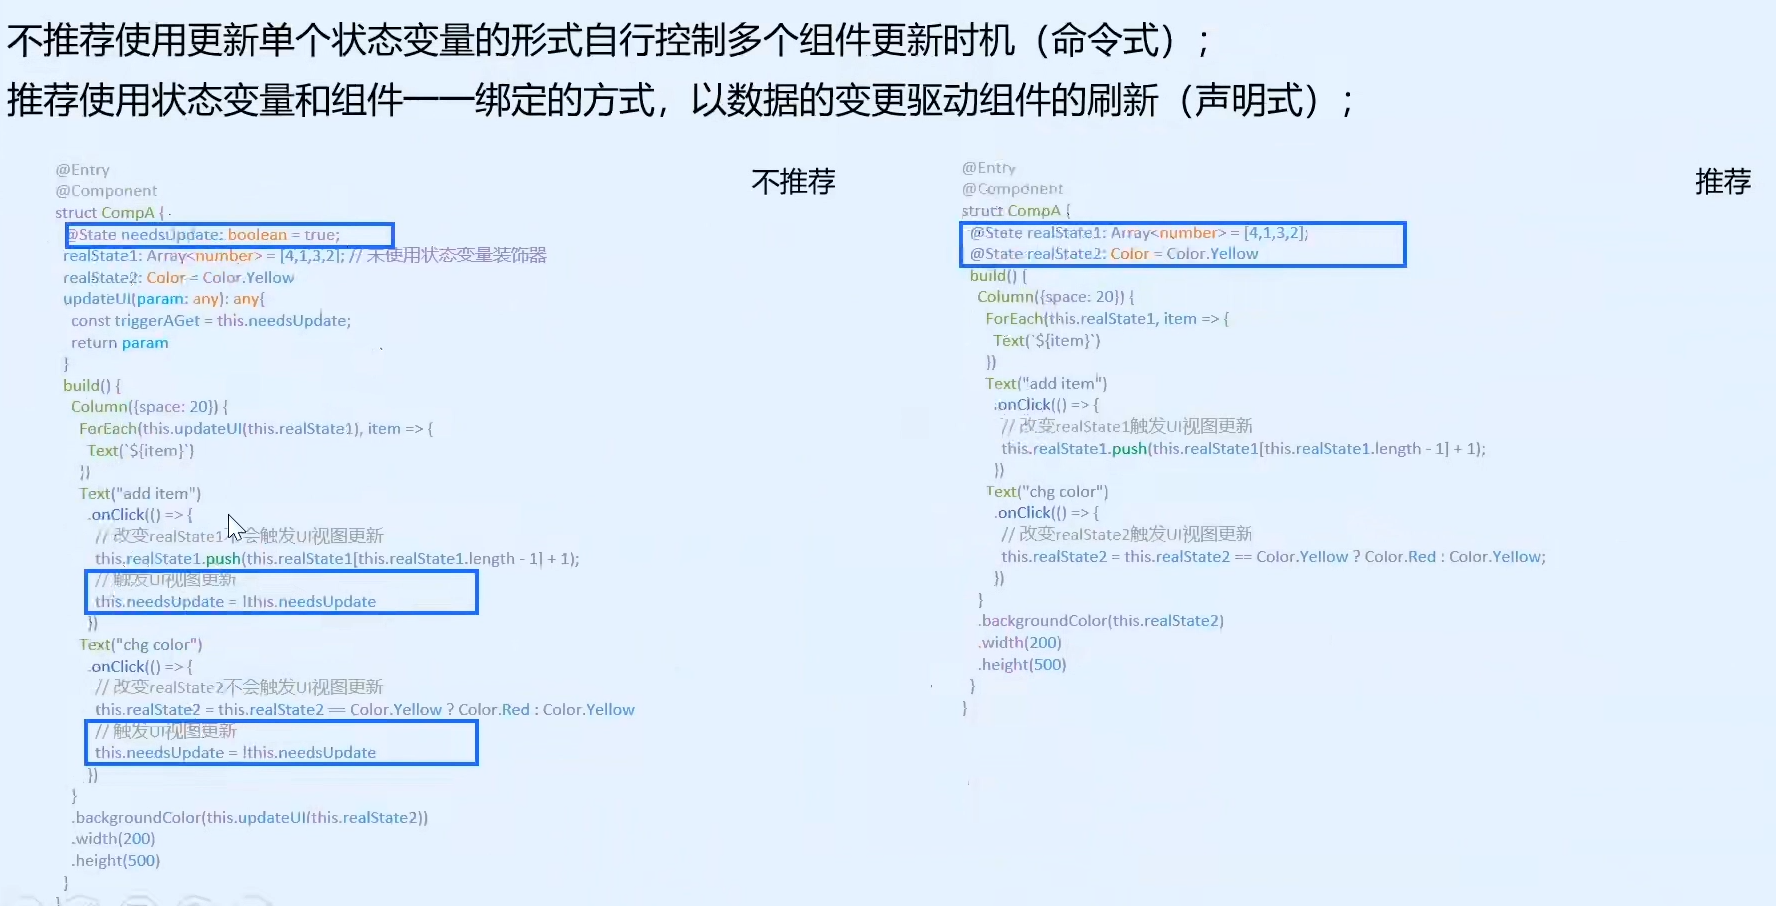 不推荐使用更新单个状态变量的形式自行控制多个组件更新时机（命令式）；
推荐使用状态变量和组件一一绑定的方式，以数据的变更驱动组件的刷新（声明式）；
不推荐
@Entry
@Component
struct CompA {
@State needsUpdate: boolean = true;
realState1: Array<number> = [4,1,3,2]; // 未使用状态变量装饰器
realState2: Color = Color.Yellow
updateUI(param: any): any{
const triggerAGet = this.needsUpdate;
return param
}
build() {
Column({space: 20}) {
ForEach(this.updateUI(this.realState1), item => {
Text(`${item}`)
})
Text("add item")
.onClick(() => {
// 改变realState1不会触发UI视图更新
this.realState1.push(this.realState1[this.realState1.length - 1] + 1);
// 触发UI视图更新
this.needsUpdate = !this.needsUpdate
})
Text("chg color")
.onClick(() => {
// 改变realState2不会触发UI视图更新
this.realState2 = this.realState2 == Color.Yellow ? Color.Red : Color.Yellow
// 触发UI视图更新
this.needsUpdate = !this.needsUpdate
})
}
.backgroundColor(this.updateUI(this.realState2))
.width(200)
.height(500)
}
}
推荐
@Entry
@Component
struct CompA {
@State realState1: Array<number> = [4,1,3,2];
@State realState2: Color = Color.Yellow
build() {
Column({space: 20}) {
ForEach(this.realState1, item => {
Text(`${item}`)
})
Text("add item")
.onClick(() => {
// 改变realState1触发UI视图更新
this.realState1.push(this.realState1[this.realState1.length - 1] + 1);
})
Text("chg color")
.onClick(() => {
// 改变realState2触发UI视图更新
this.realState2 = this.realState2 == Color.Yellow ? Color.Red : Color.Yellow;
})
}
.backgroundColor(this.realState2)
.width(200)
.height(500)
}
}